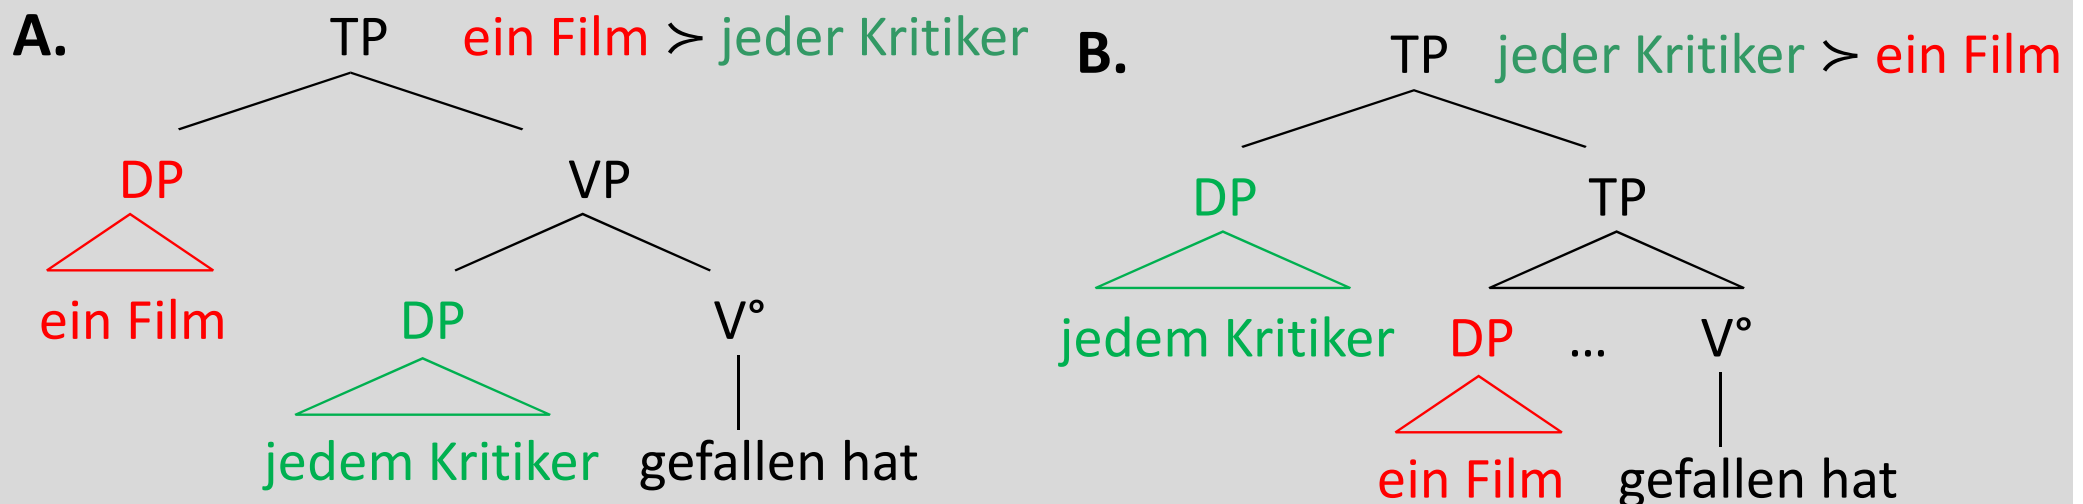 A.
TP ein Film ≻ jeder Kritiker
DP VP
ein Film DP V°
jedem Kritiker gefallen hat
B.
TP jeder Kritiker ≻ ein Film
DP TP
jedem Kritiker DP ... V°
ein Film gefallen hat